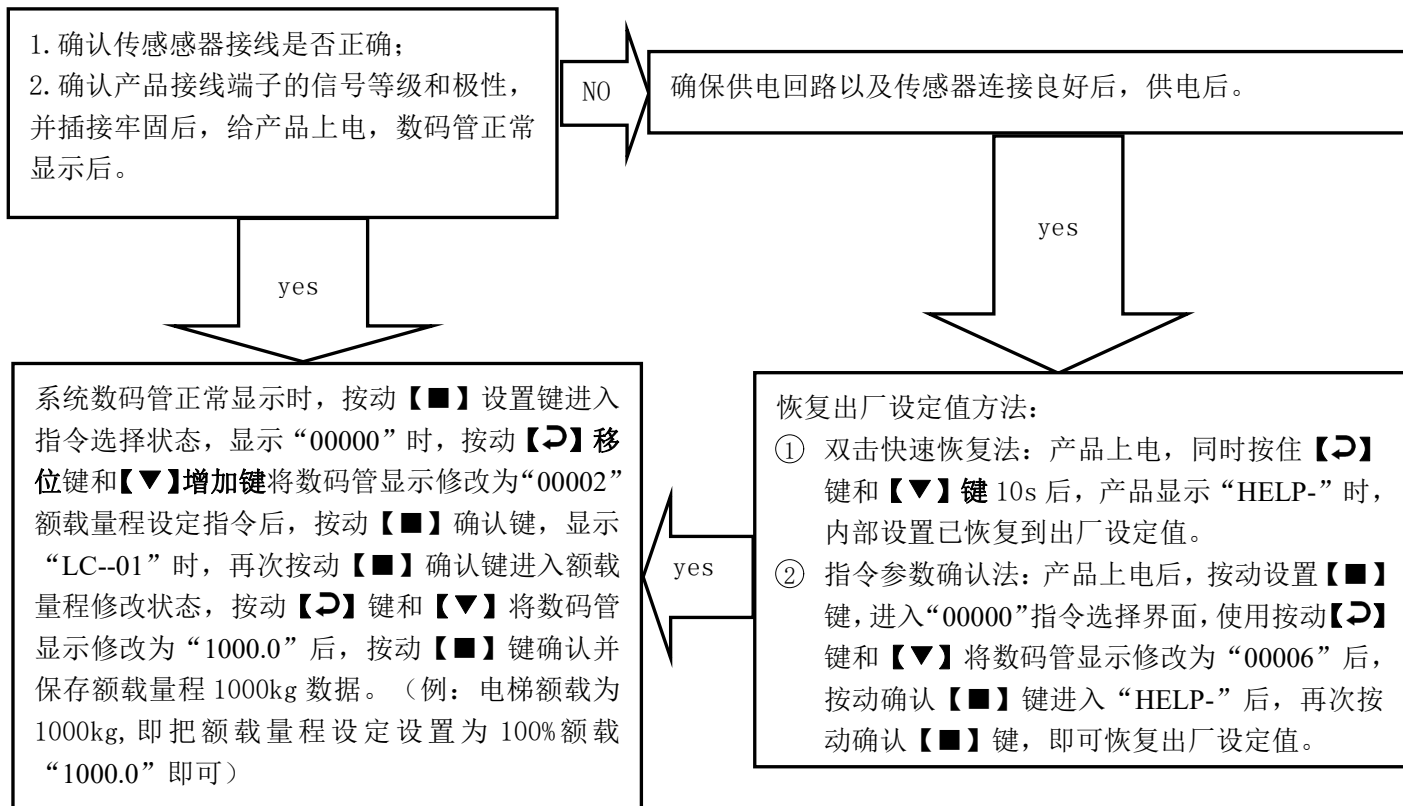 1.确认传感感器接线是否正确；
2.确认产品接线端子的信号等级和极性，
并插接牢固后，给产品上电，数码管正常
显示后。
NO
确保供电回路以及传感器连接良好后，供电后。
yes
yes
系统数码管正常显示时，按动【■】设置键进入
指令选择状态，显示“00000”时，按动【⮌】移
位键和【▼】增加键将数码管显示修改为“00002”
额载量程设定指令后，按动【■】确认键，显示
“LC--01”时，再次按动【■】确认键进入额载
量程修改状态，按动【⮌】键和【▼】将数码管
显示修改为“1000.0”后，按动【■】键确认并
保存额载量程 1000kg 数据。（例：电梯额载为
1000kg,即把额载量程设定设置为 100%额载
“1000.0”即可）
yes
恢复出厂设定值方法：
① 双击快速恢复法：产品上电，同时按住【⮌】
键和【▼】键 10s 后，产品显示“HELP-”时，
内部设置已恢复到出厂设定值。
② 指令参数确认法：产品上电后，按动设置【■】
键，进入“00000”指令选择界面，使用按动【⮌】
键和【▼】将数码管显示修改为“00006”后，
按动确认【■】键进入“HELP-”后，再次按
动确认【■】键，即可恢复出厂设定值。